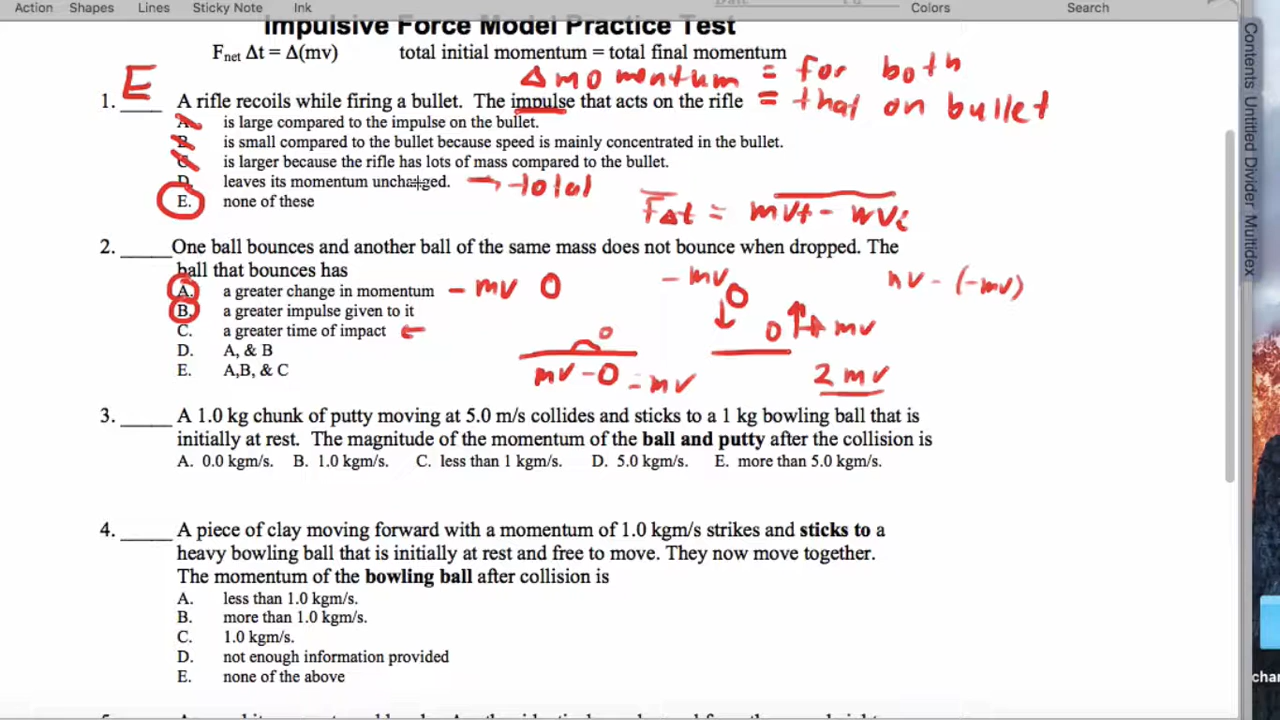 Action Shapes Lines Sticky Note Ink Colors Search
Impulsive Force Model Practice Test
Fnet Δt = Δ(mv) total initial momentum = total final momentum
Δ momentum = for both
E
1. ____ A rifle recoils while firing a bullet. The impulse that acts on the rifle = that on bullet
A. is large compared to the impulse on the bullet.
B. is small compared to the bullet because speed is mainly concentrated in the bullet.
C. is larger because the rifle has lots of mass compared to the bullet.
D. leaves its momentum unchanged. → total
E. none of these
FΔt = mvf - mvi
2. ____ One ball bounces and another ball of the same mass does not bounce when dropped. The
ball that bounces has
A. a greater change in momentum - mv 0 - mv mv - (-mv)
B. a greater impulse given to it
C. a greater time of impact ← + mv
D. A, & B
E. A,B, & C
mv - 0 = mv 2 mv
3. ____ A 1.0 kg chunk of putty moving at 5.0 m/s collides and sticks to a 1 kg bowling ball that is
initially at rest. The magnitude of the momentum of the ball and putty after the collision is
A. 0.0 kgm/s. B. 1.0 kgm/s. C. less than 1 kgm/s. D. 5.0 kgm/s. E. more than 5.0 kgm/s.
4. ____ A piece of clay moving forward with a momentum of 1.0 kgm/s strikes and sticks to a
heavy bowling ball that is initially at rest and free to move. They now move together.
The momentum of the bowling ball after collision is
A. less than 1.0 kgm/s.
B. more than 1.0 kgm/s.
C. 1.0 kgm/s.
D. not enough information provided
E. none of the above
Contents Untitled Divider Multidex
char